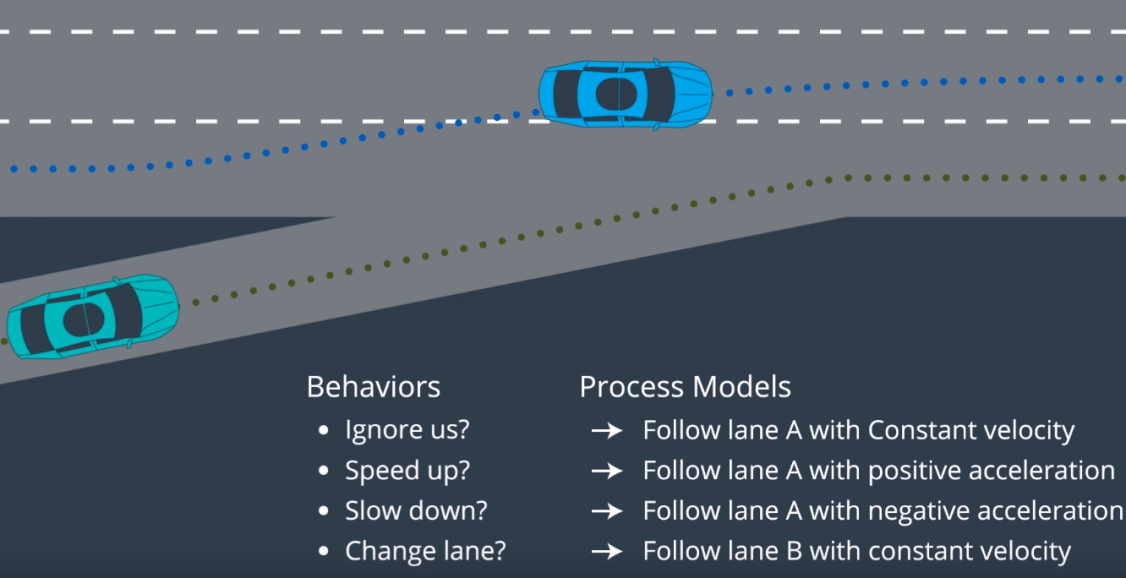 Behaviors
Process Models
• Ignore us?
→ Follow lane A with Constant velocity
• Speed up?
→ Follow lane A with positive acceleration
• Slow down?
→ Follow lane A with negative acceleration
• Change lane?
→ Follow lane B with constant velocity